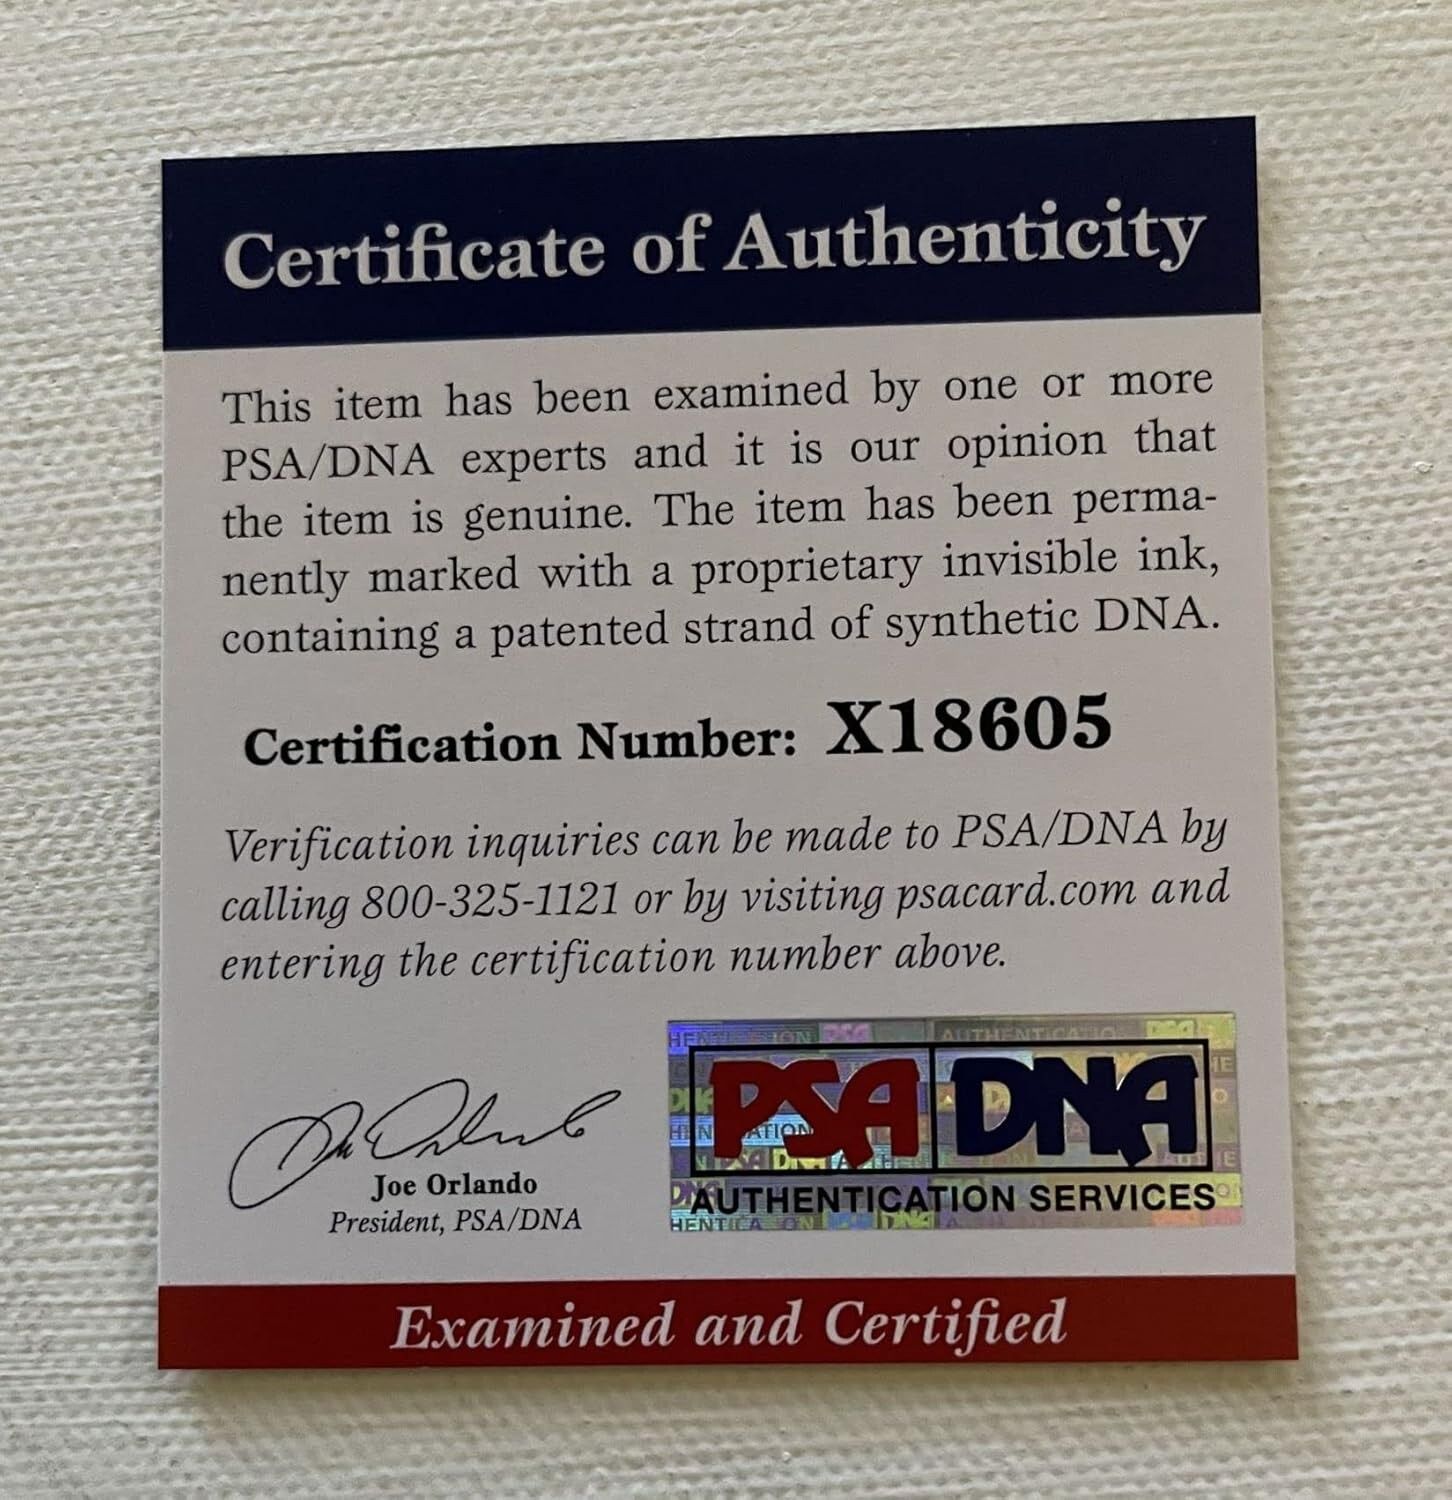 Certificate of Authenticity
This item has been examined by one or more
PSA/DNA experts and it is our opinion that
the item is genuine. The item has been perma-
nently marked with a proprietary invisible ink,
containing a patented strand of synthetic DNA.
Certification Number: X18605
Verification inquiries can be made to PSA/DNA by
calling 800-325-1121 or by visiting psacard.com and
entering the certification number above.
Joe Orlando
President, PSA/DNA
PSA DNA
AUTHENTICATION SERVICES
Examined and Certified